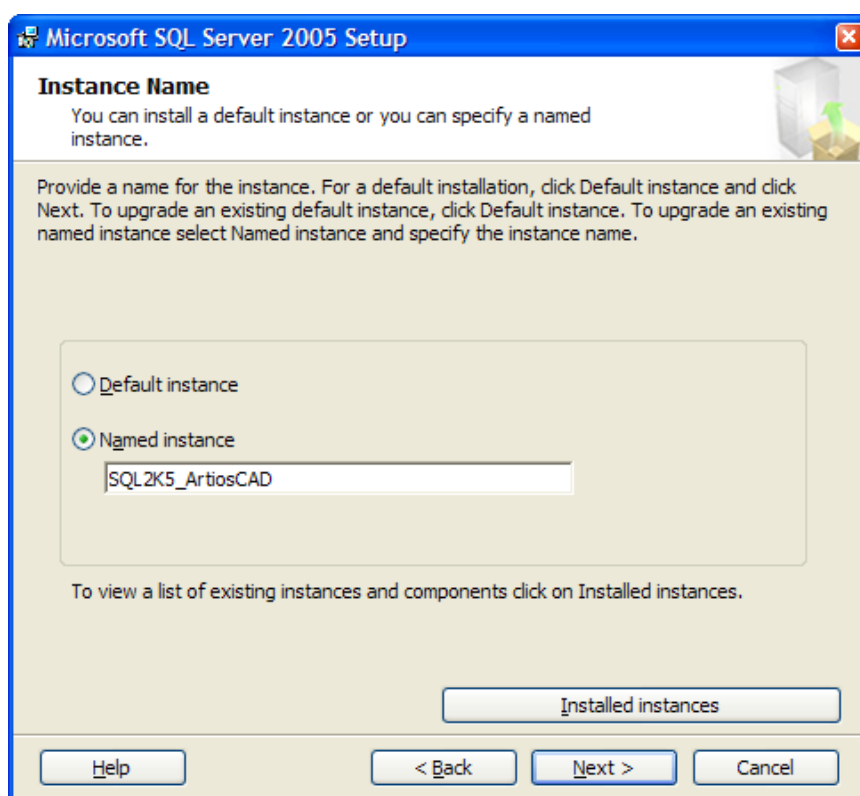 Microsoft SQL Server 2005 Setup
Instance Name
You can install a default instance or you can specify a named
instance.
Provide a name for the instance. For a default installation, click Default instance and click
Next. To upgrade an existing default instance, click Default instance. To upgrade an existing
named instance select Named instance and specify the instance name.
Default instance
Named instance
SQL2K5_ArtiosCAD
To view a list of existing instances and components click on Installed instances.
Installed instances
Help
< Back
Next >
Cancel